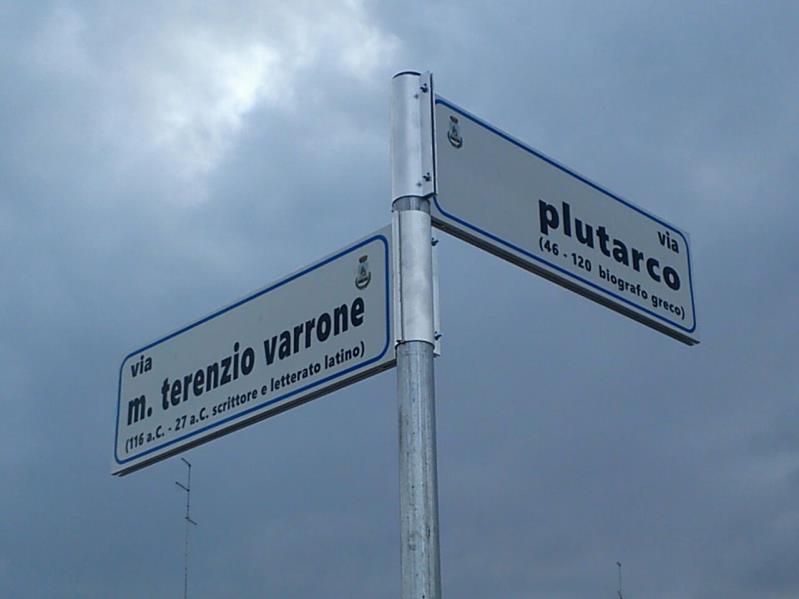 via
plutarco
(46 - 120 biografo greco)
via
m. terenzio varrone
(116 a.C. - 27 a.C. scrittore e letterato latino)